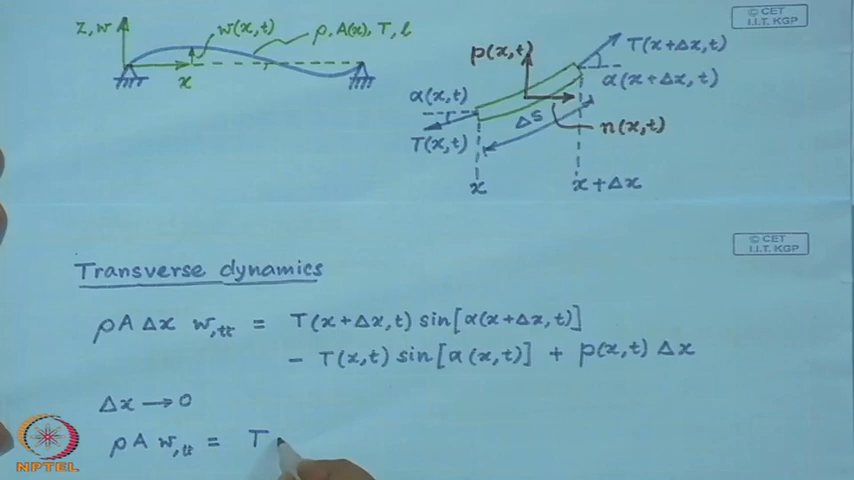 z, w
w(x,t)
ρ, A(x), T, l
x
© CET
I.I.T. KGP
p(x,t)
T(x+Δx,t)
α(x+Δx,t)
α(x,t)
T(x,t)
Δs
n(x,t)
x
x+Δx
© CET
I.I.T. KGP
Transverse dynamics
ρA Δx w,tt = T(x+Δx,t) sin[α(x+Δx,t)]
− T(x,t) sin[α(x,t)] + p(x,t) Δx
Δx → 0
ρA w,tt = T
NPTEL